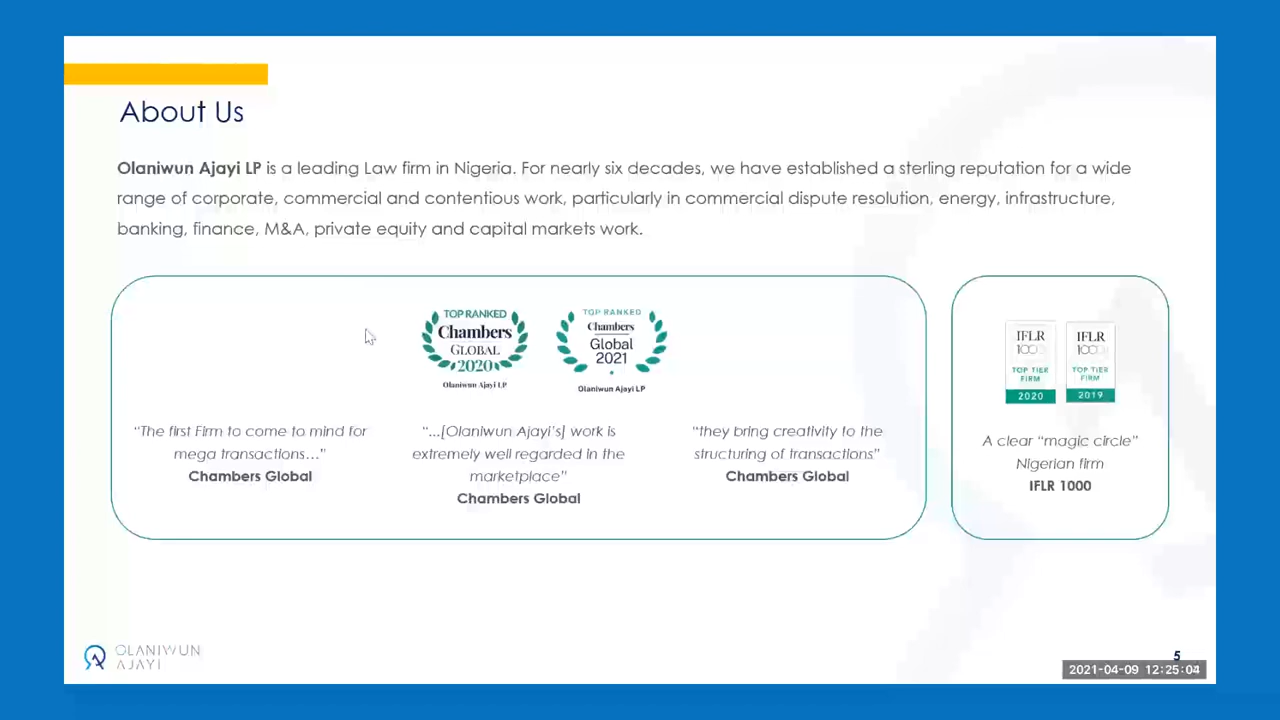 About Us
Olaniwun Ajayi LP is a leading Law firm in Nigeria. For nearly six decades, we have established a sterling reputation for a wide
range of corporate, commercial and contentious work, particularly in commercial dispute resolution, energy, infrastructure,
banking, finance, M&A, private equity and capital markets work.
TOP RANKED
Chambers
GLOBAL
2020
Olaniwun Ajayi LP
TOP RANKED
Chambers
Global
2021
Olaniwun Ajayi LP
“The first Firm to come to mind for
mega transactions…”
Chambers Global
“...[Olaniwun Ajayi’s] work is
extremely well regarded in the
marketplace”
Chambers Global
“they bring creativity to the
structuring of transactions”
Chambers Global
IFLR
1000
TOP TIER
FIRM
2020
IFLR
1000
TOP TIER
FIRM
2019
A clear “magic circle”
Nigerian firm
IFLR 1000
OLANIWUN
AJAYI
5
2021-04-09 12:25:04